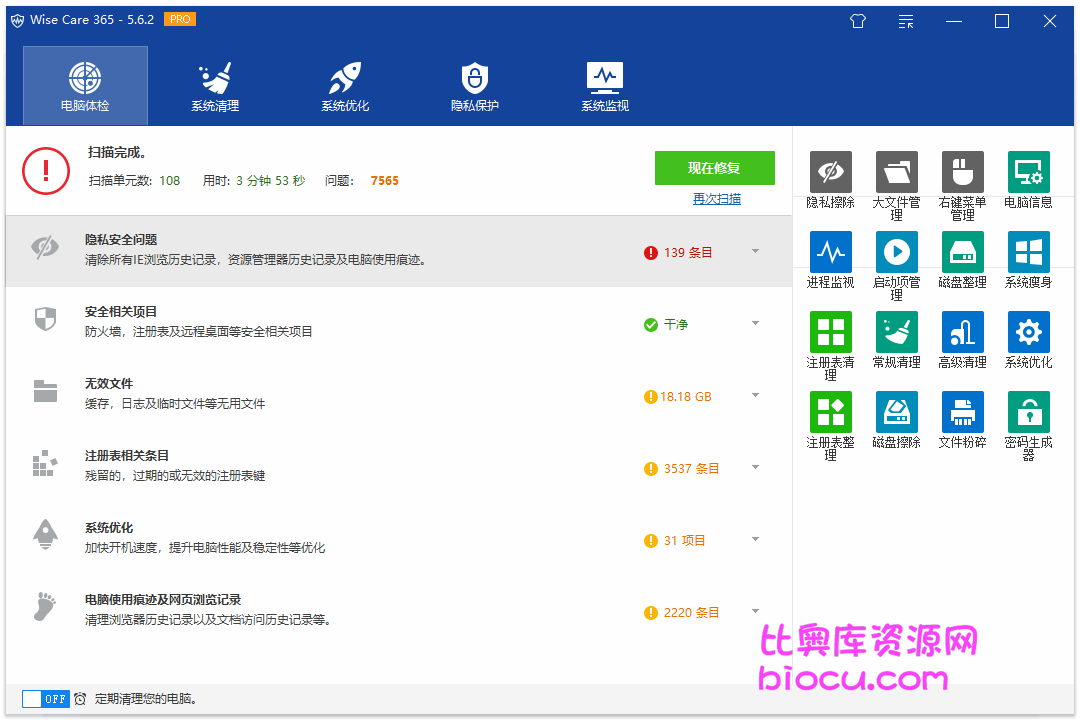 Wise Care 365 - 5.6.2 PRO
电脑体检 系统清理 系统优化 隐私保护 系统监视
扫描完成。
扫描单元数: 108 用时: 3 分钟 53 秒 问题: 7565
现在修复
再次扫描
隐私安全问题
清除所有IE浏览历史记录，资源管理器历史记录及电脑使用痕迹。
139 条目
安全相关项目
防火墙，注册表及远程桌面等安全相关项目
干净
无效文件
缓存，日志及临时文件等无用文件
18.18 GB
注册表相关条目
残留的，过期的或无效的注册表键
3537 条目
系统优化
加快开机速度，提升电脑性能及稳定性等优化
31 项目
电脑使用痕迹及网页浏览记录
清理浏览器历史记录以及文档访问历史记录等。
2220 条目
隐私擦除
大文件管
理
右键菜单
管理
电脑信息
进程监视
启动项管
理
磁盘整理
系统瘦身
注册表清
理
常规清理
高级清理
系统优化
注册表整
理
磁盘擦除
文件粉碎
密码生成
器
比奥库资源网
biocu.com
OFF 定期清理您的电脑。